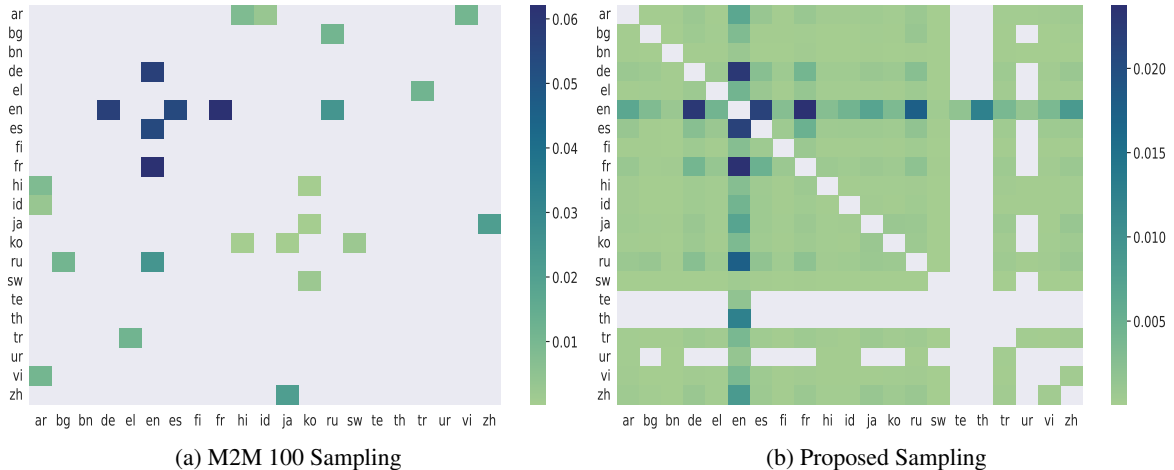 ar
bg
bn
de
el
en
es
fi
fr
hi
id
ja
ko
ru
sw
te
th
tr
ur
vi
zh
ar bg bn de el en es fi fr hi id ja ko ru sw te th tr ur vi zh
0.06
0.05
0.04
0.03
0.02
0.01
(a) M2M 100 Sampling
ar
bg
bn
de
el
en
es
fi
fr
hi
id
ja
ko
ru
sw
te
th
tr
ur
vi
zh
ar bg bn de el en es fi fr hi id ja ko ru sw te th tr ur vi zh
0.020
0.015
0.010
0.005
(b) Proposed Sampling